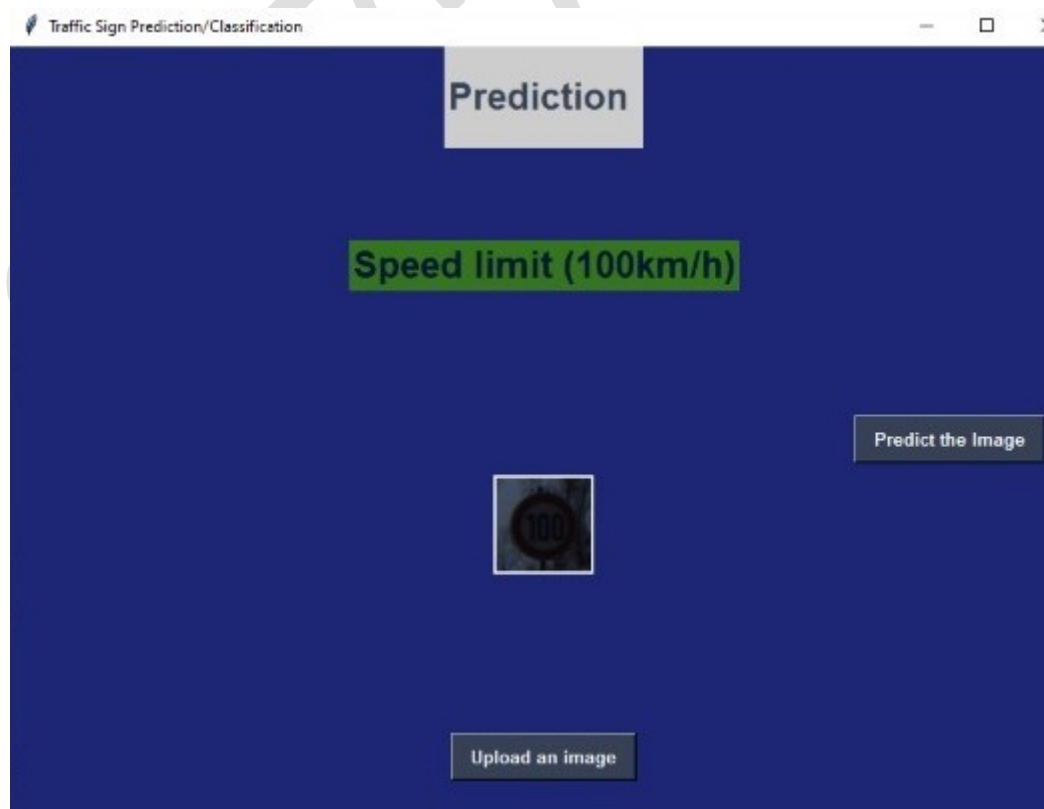 Traffic Sign Prediction/Classification
Prediction
Speed limit (100km/h)
Predict the Image
100
Upload an image